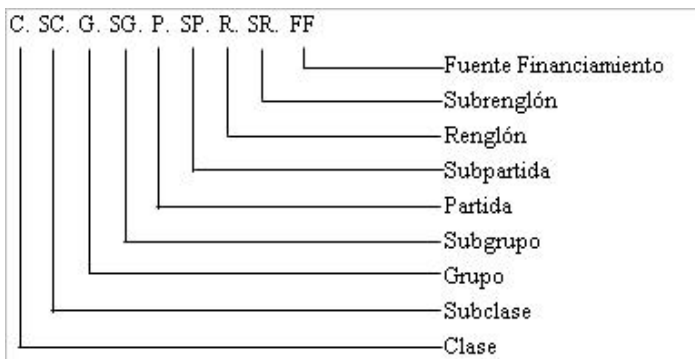 C. SC. G. SG. P. SP. R. SR. FF
Fuente Financiamiento
Subrenglón
Renglón
Subpartida
Partida
Subgrupo
Grupo
Subclase
Clase